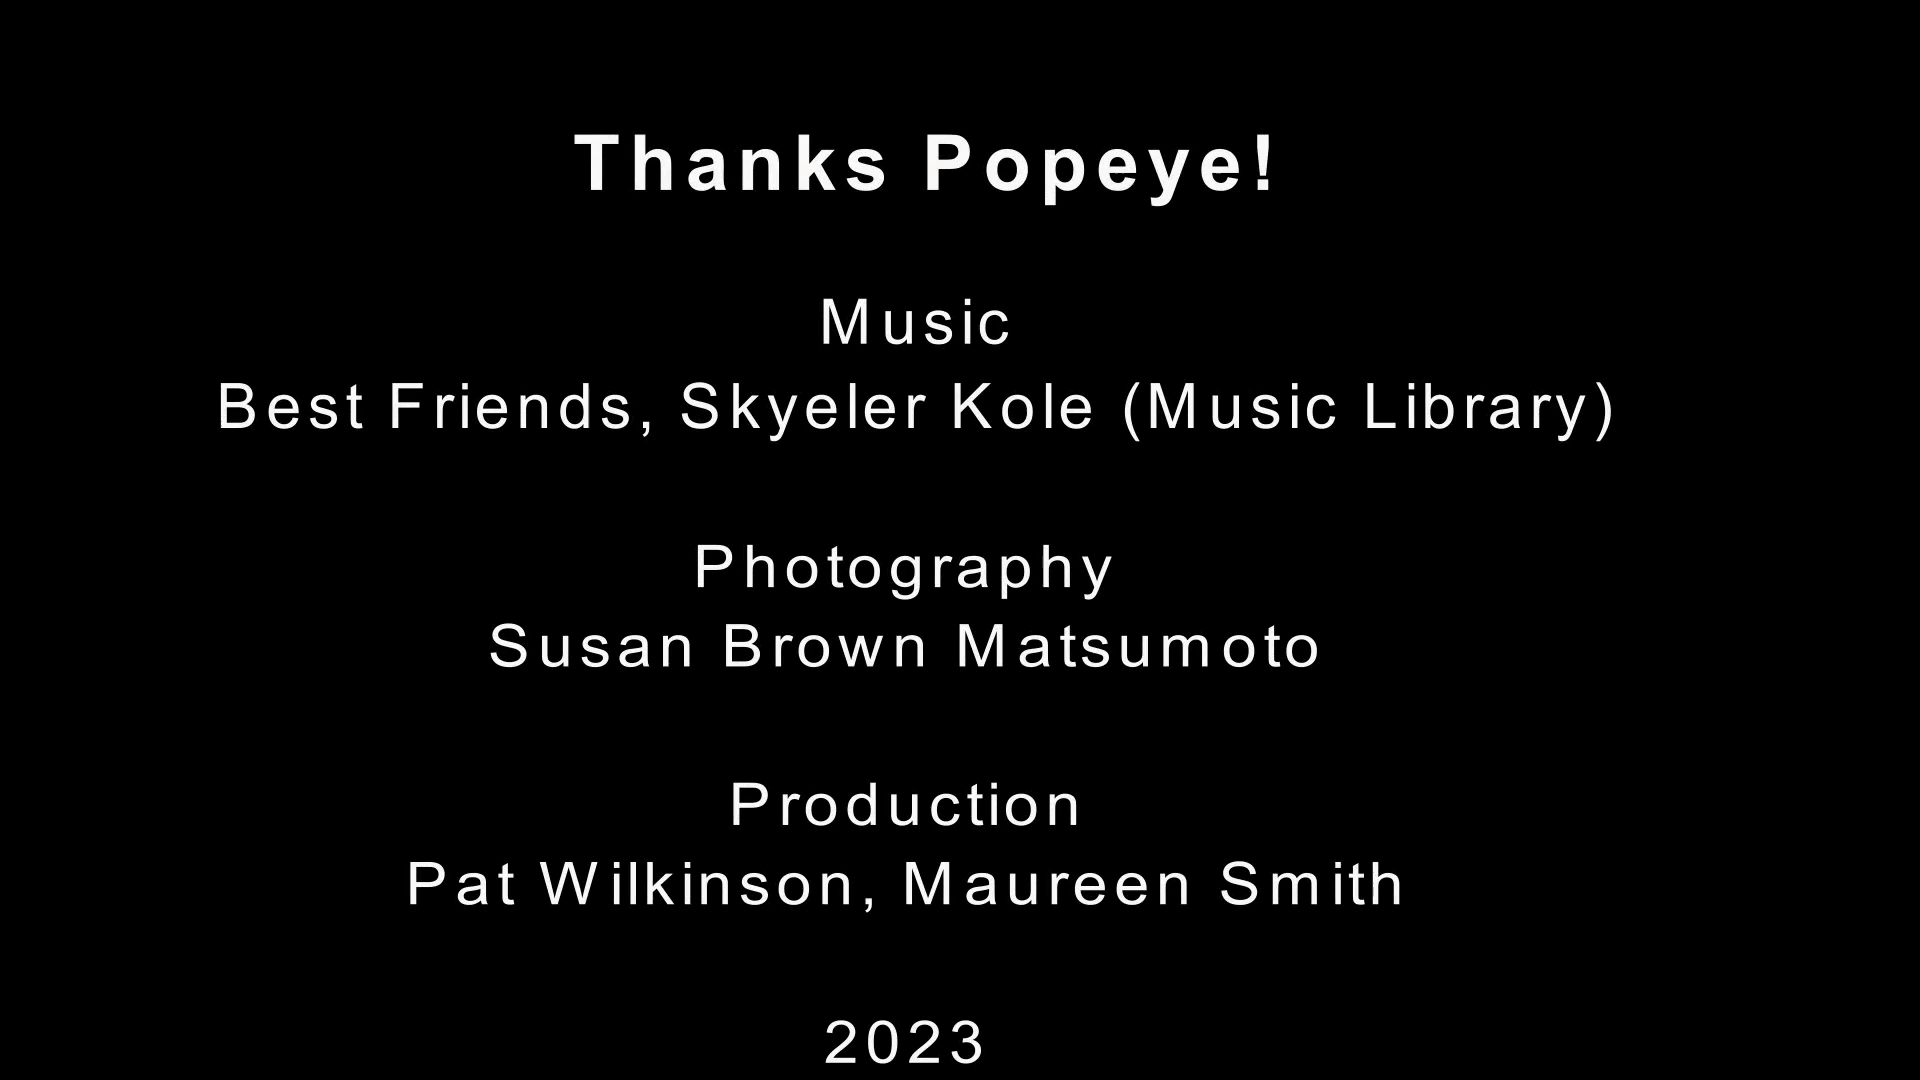 Thanks Popeye!
Music
Best Friends, Skyeler Kole (Music Library)
Photography
Susan Brown Matsumoto
Production
Pat Wilkinson, Maureen Smith
2023